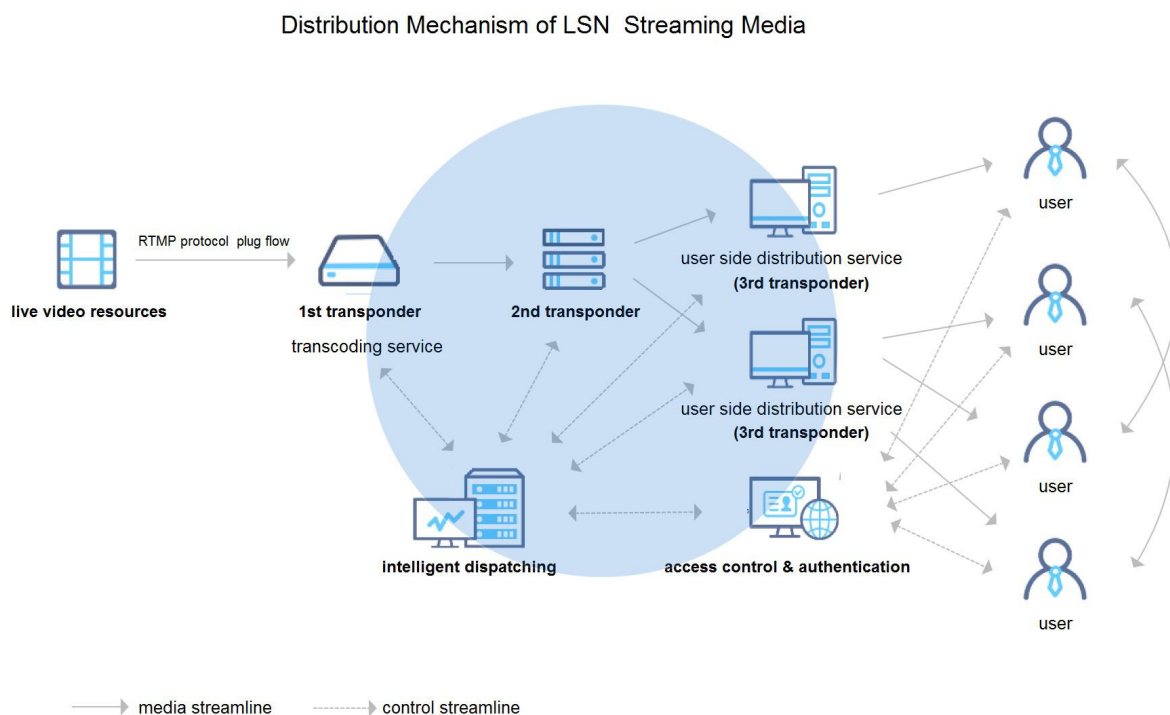 Distribution Mechanism of LSN Streaming Media
RTMP protocol plug flow
live video resources
1st transponder
transcoding service
2nd transponder
user side distribution service
(3rd transponder)
user side distribution service
(3rd transponder)
intelligent dispatching
access control & authentication
user
user
user
user
media streamline
control streamline